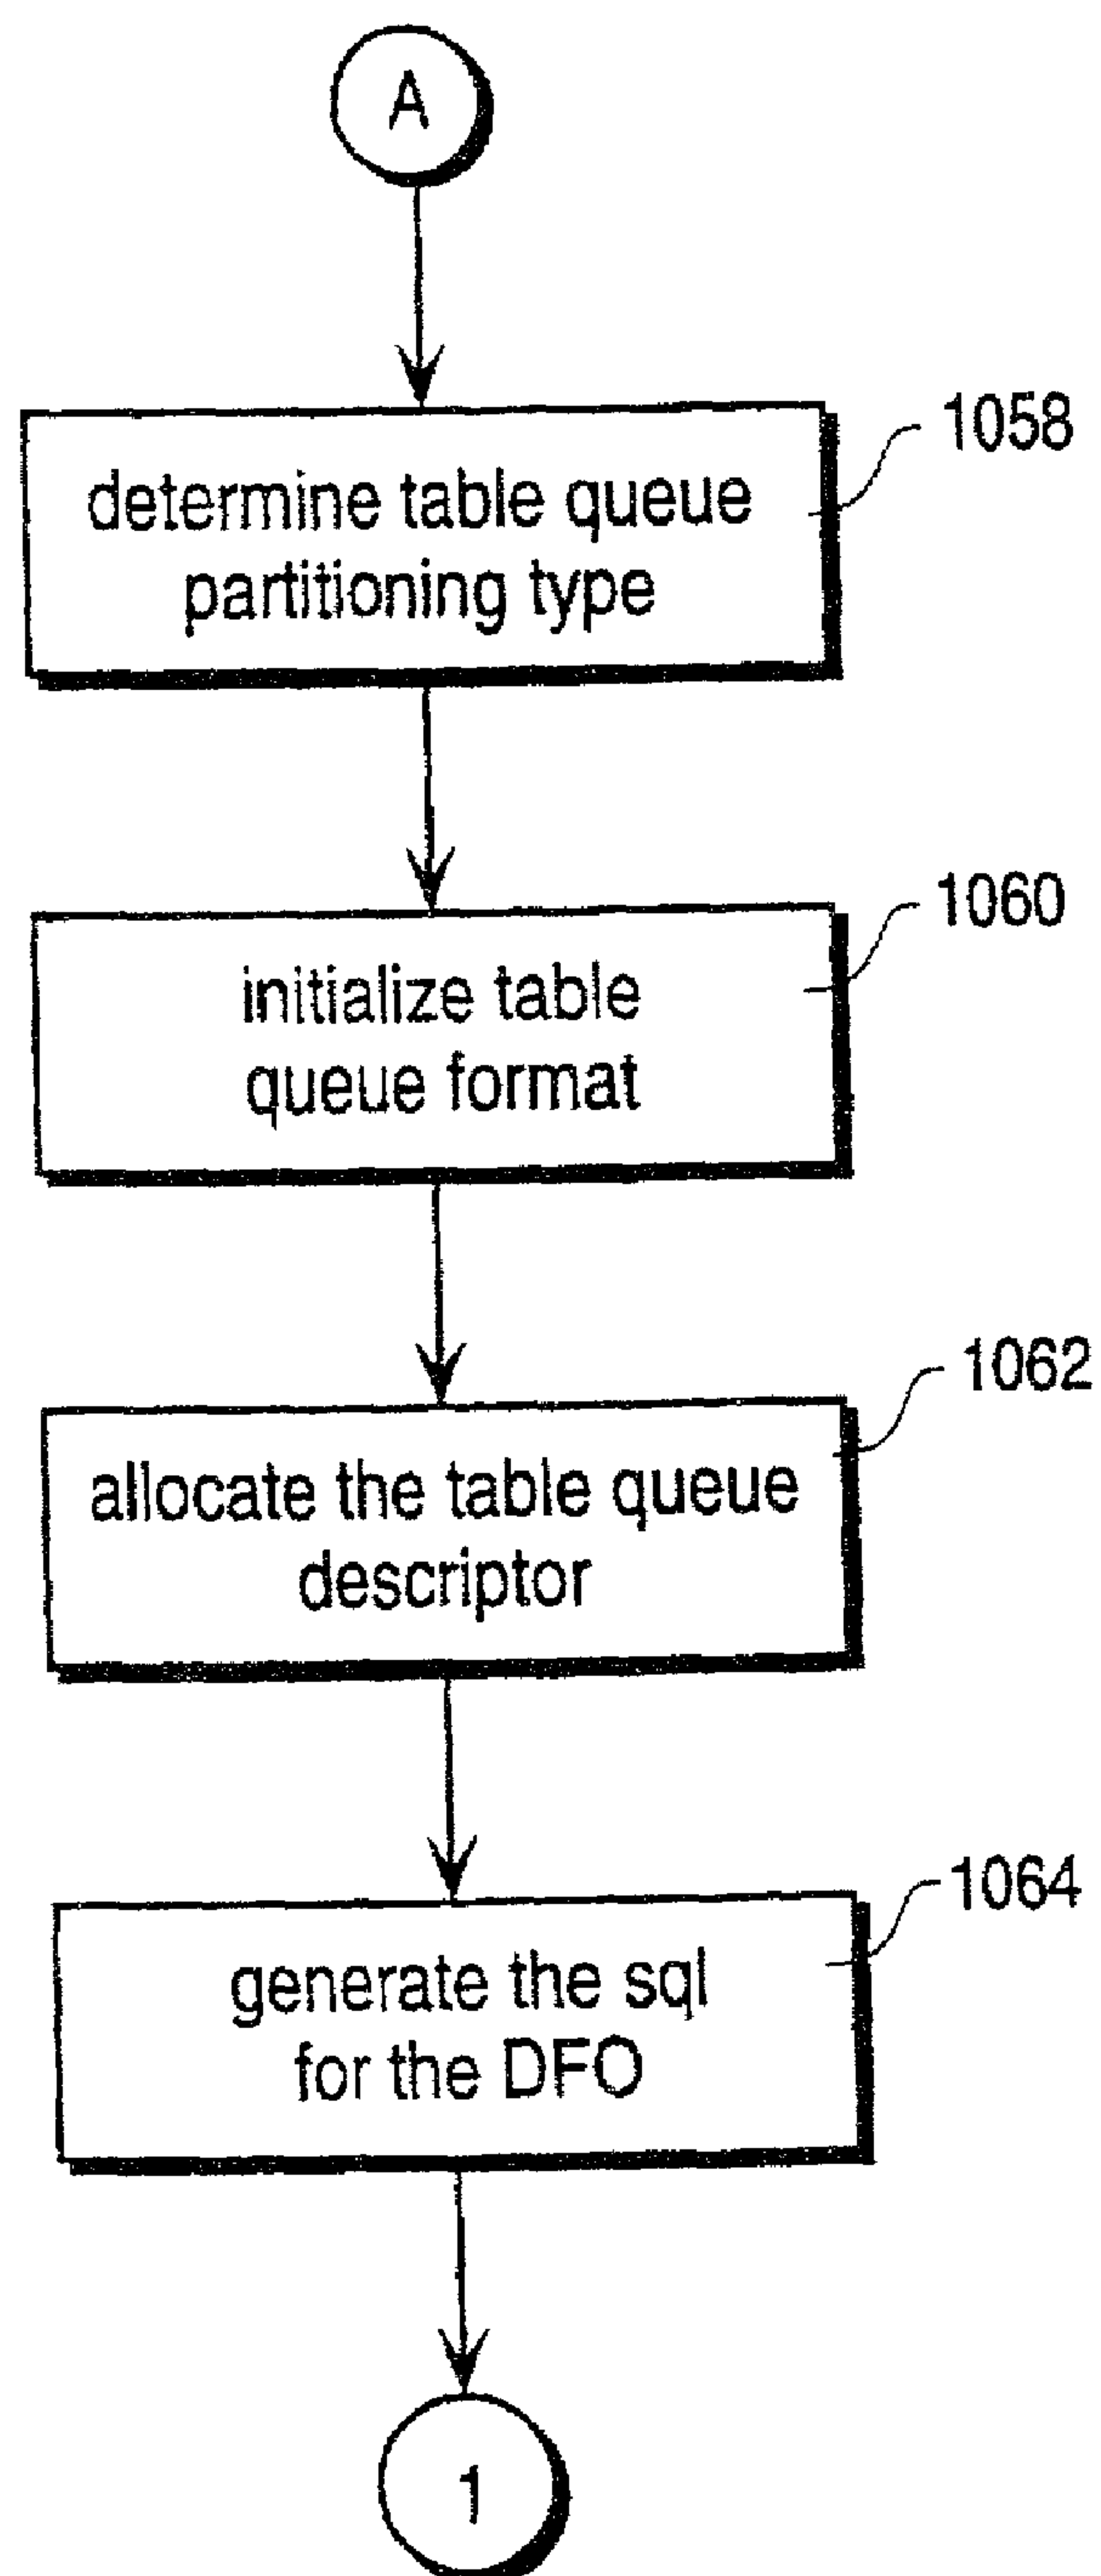 A
1058
determine table queue
partitioning type
1060
initialize table
queue format
1062
allocate the table queue
descriptor
1064
generate the sql
for the DFO
1